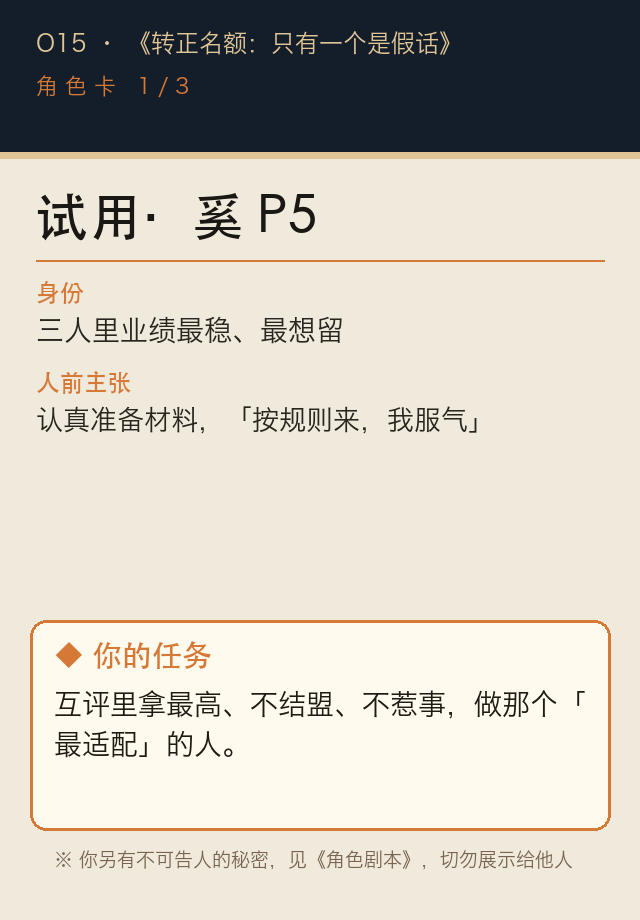 015 · 《转正名额：只有一个是假话》
角色卡 1/3
试用· 奚 P5
身份
三人里业绩最稳、最想留
人前主张
认真准备材料，「按规则来，我服气」
◆ 你的任务
互评里拿最高、不结盟、不惹事，做那个「
最适配」的人。
※ 你另有不可告人的秘密，见《角色剧本》，切勿展示给他人